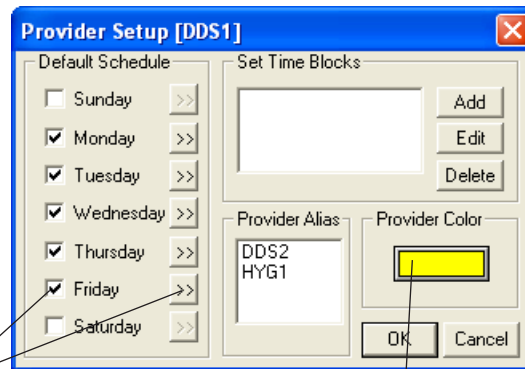 Provider Setup [DDS1]
Default Schedule
Sunday >>
Monday >>
Tuesday >>
Wednesday >>
Thursday >>
Friday >>
Saturday >>
Set Time Blocks
Add
Edit
Delete
Provider Alias
DDS2
HYG1
Provider Color
OK
Cancel